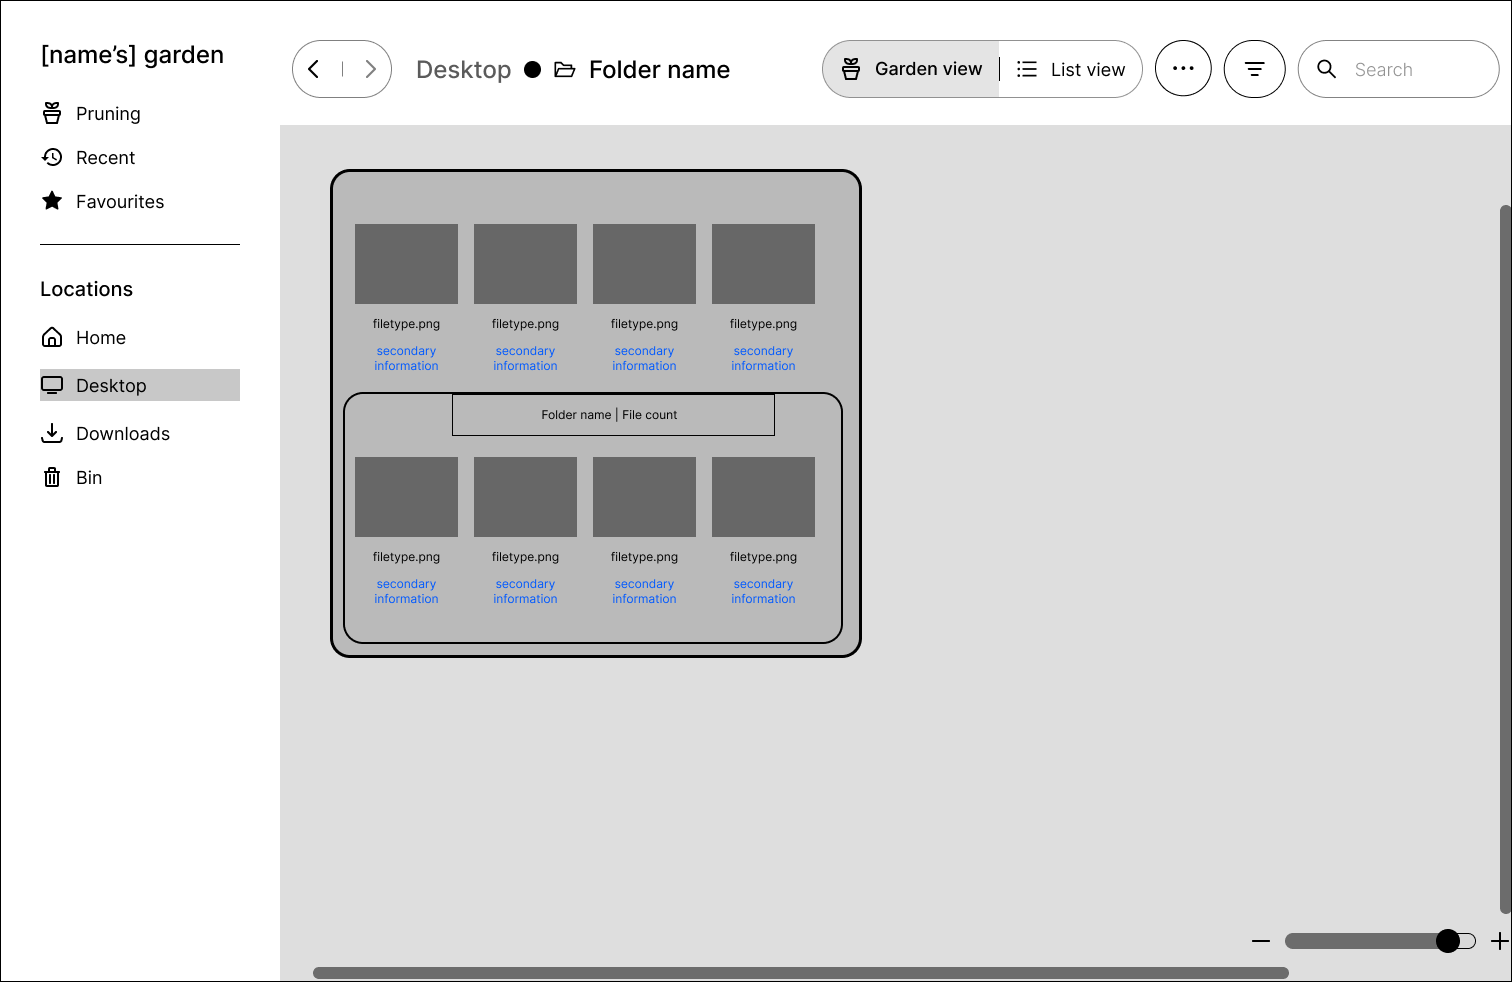 [name’s] garden
Pruning
Recent
Favourites
Locations
Home
Desktop
Downloads
Bin
Desktop Folder name
Garden view List view Search
filetype.png filetype.png filetype.png filetype.png
secondary secondary secondary secondary
information information information information
Folder name | File count
filetype.png filetype.png filetype.png filetype.png
secondary secondary secondary secondary
information information information information